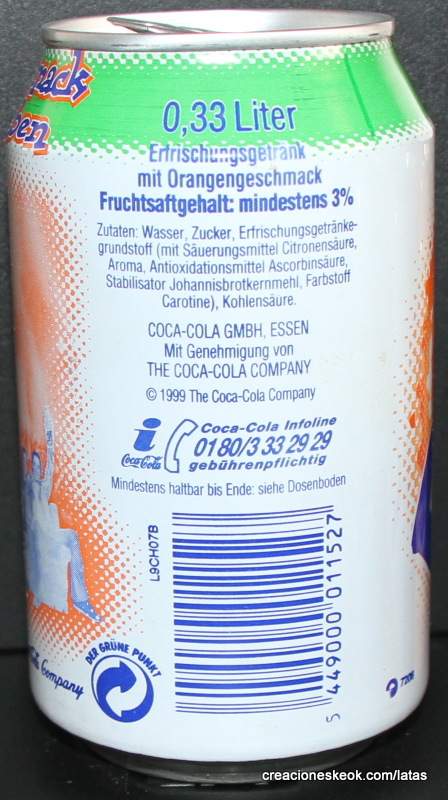 0,33 Liter
Erfrischungsgetränk
mit Orangengeschmack
Fruchtsaftgehalt: mindestens 3%
Zutaten: Wasser, Zucker, Erfrischungsgetränke-
grundstoff (mit Säuerungsmittel Citronensäure,
Aroma, Antioxidationsmittel Ascorbinsäure,
Stabilisator Johannisbrotkernmehl, Farbstoff
Carotine), Kohlensäure.
COCA-COLA GMBH, ESSEN
Mit Genehmigung von
THE COCA-COLA COMPANY
© 1999 The Coca-Cola Company
Coca-Cola Infoline
0180/3 33 29 29
gebührenpflichtig
i
Coca-Cola
Mindestens haltbar bis Ende: siehe Dosenboden
L9CH07B
5 449000 011527
DER GRÜNE PUNKT
Company
7206
creacioneskeok.com/latas